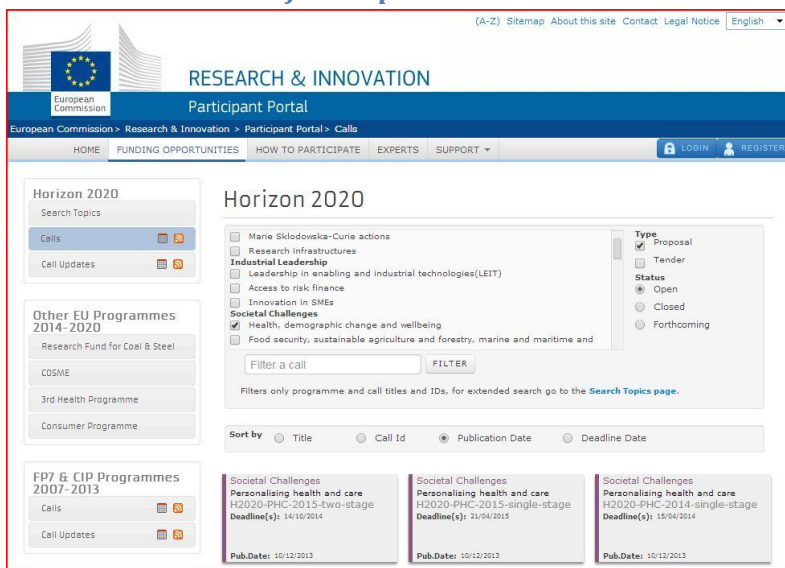 (A-Z) Sitemap About this site Contact Legal Notice English
European
Commission
RESEARCH & INNOVATION
Participant Portal
European Commission > Research & Innovation > Participant Portal > Calls
HOME FUNDING OPPORTUNITIES HOW TO PARTICIPATE EXPERTS SUPPORT LOGIN REGISTER
Horizon 2020
Search Topics
Calls
Call Updates
Other EU Programmes
2014-2020
Research Fund for Coal & Steel
COSME
3rd Health Programme
Consumer Programme
FP7 & CIP Programmes
2007-2013
Calls
Call Updates
Horizon 2020
Marie Sklodowska-Curie actions
Research infrastructures
Industrial Leadership
Leadership in enabling and industrial technologies(LEIT)
Access to risk finance
Innovation in SMEs
Societal Challenges
Health, demographic change and wellbeing
Food security, sustainable agriculture and forestry, marine and maritime and
Type
Proposal
Tender
Status
Open
Closed
Forthcoming
Filter a call FILTER
Filters only programme and call titles and IDs, for extended search go to the Search Topics page.
Sort by Title Call Id Publication Date Deadline Date
Societal Challenges
Personalising health and care
H2020-PHC-2015-two-stage
Deadline(s): 14/10/2014
Pub.Date: 10/12/2013
Societal Challenges
Personalising health and care
H2020-PHC-2015-single-stage
Deadline(s): 21/04/2015
Pub.Date: 10/12/2013
Societal Challenges
Personalising health and care
H2020-PHC-2014-single-stage
Deadline(s): 15/04/2014
Pub.Date: 10/12/2013